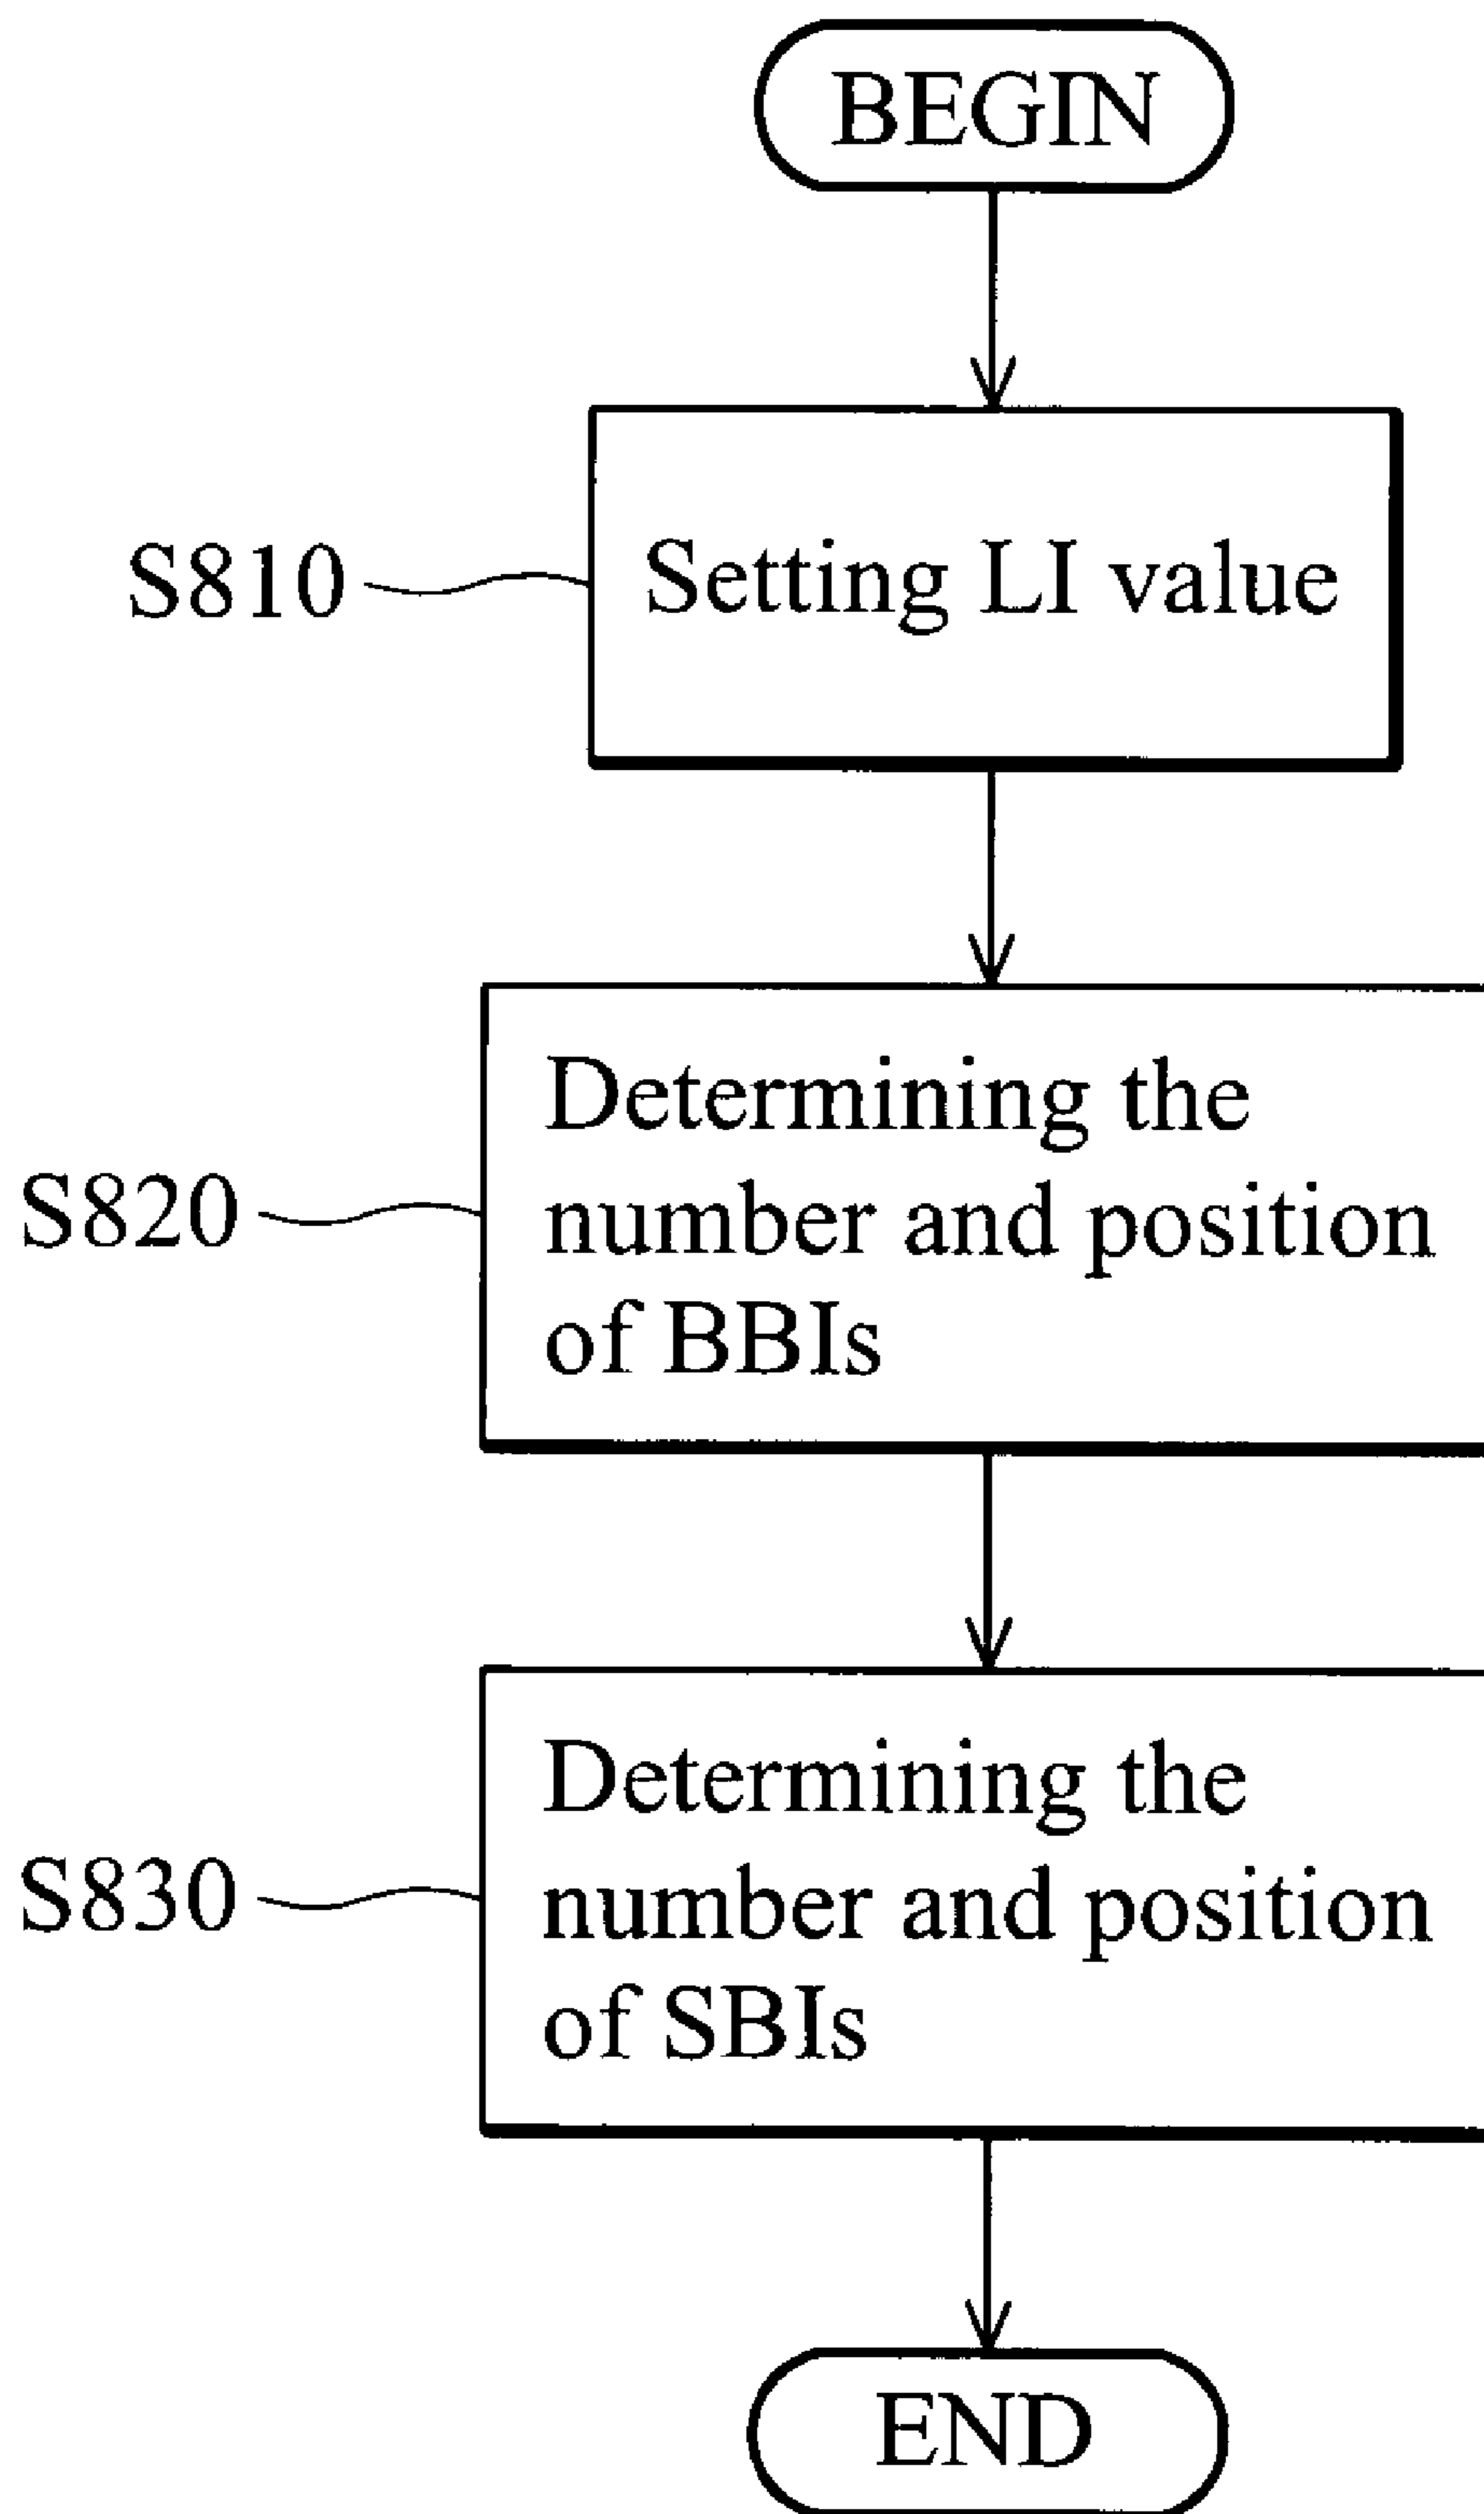 BEGIN
S810
Setting LI value
S820
Determining the
number and position
of BBIs
S830
Determining the
number and position
of SBIs
END